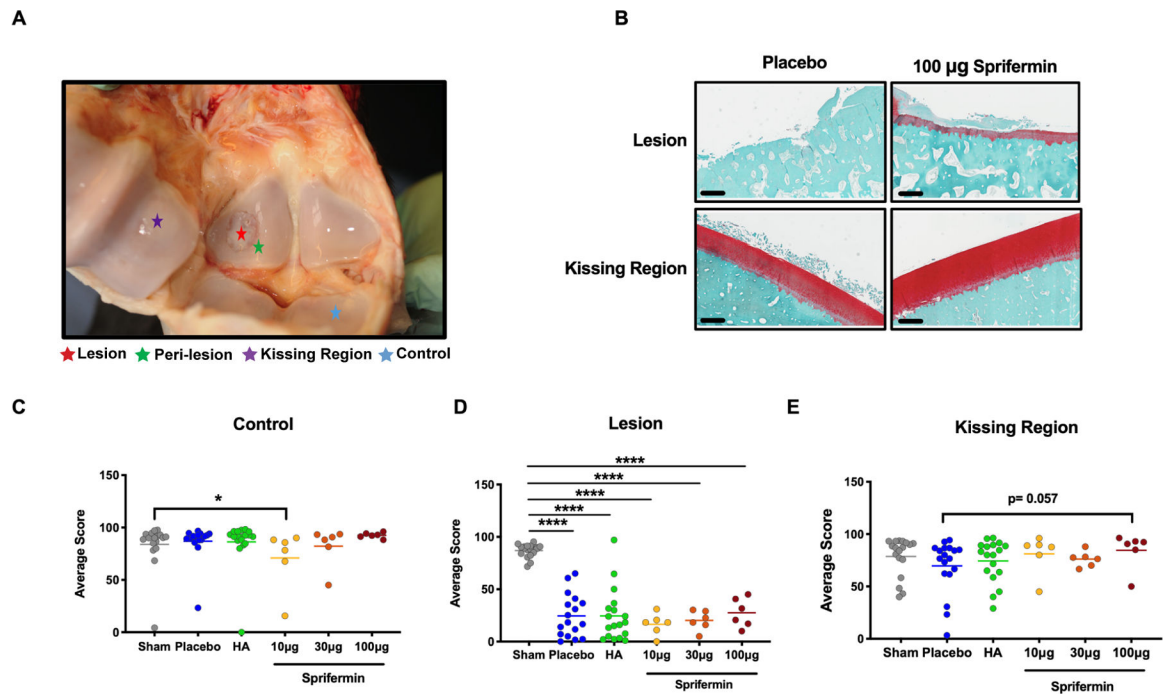 A
B
Placebo
100 µg Sprifermin
Lesion
Kissing Region
Lesion Peri-lesion Kissing Region Control
C
Control
Average Score
150
100
50
0
*
Sham Placebo HA 10µg 30µg 100µg
Sprifermin
D
Lesion
Average Score
150
100
50
0
****
****
****
****
****
Sham Placebo HA 10µg 30µg 100µg
Sprifermin
E
Kissing Region
Average Score
150
100
50
0
p= 0.057
Sham Placebo HA 10µg 30µg 100µg
Sprifermin